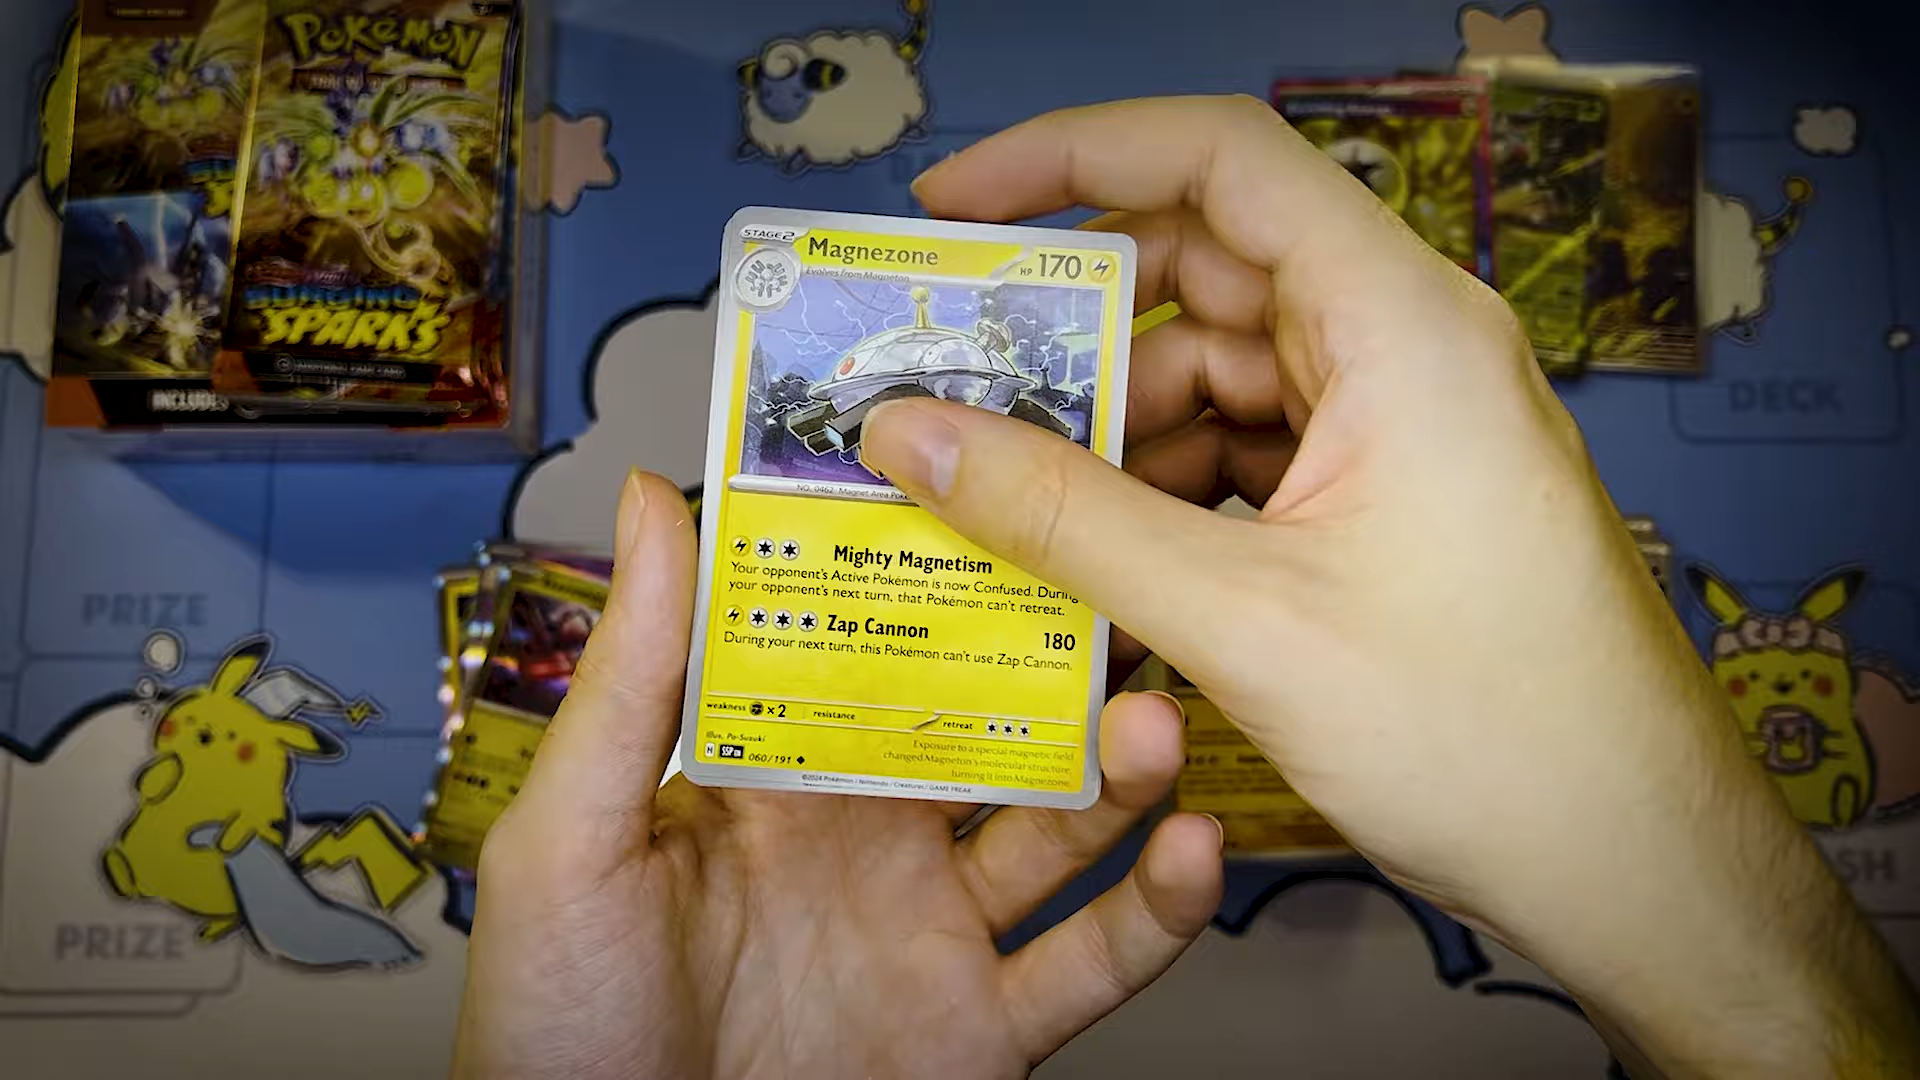 POKÉMON
SURGING
SPARKS
INCLUDES
STAGE 2
Magnezone
Evolves from Magneton
HP 170
NO. 0462 Magnet Area Poké
Mighty Magnetism
Your opponent's Active Pokémon is now Confused. During
your opponent's next turn, that Pokémon can't retreat.
Zap Cannon 180
During your next turn, this Pokémon can't use Zap Cannon.
weakness ×2 resistance retreat
Illus. Po-Suzuki
H SSP EN 060/191
Exposure to a special magnetic field
changed Magneton's molecular structure,
turning it into Magnezone.
©2024 Pokémon / Nintendo / Creatures / GAME FREAK
DECK
PRIZE
PRIZE